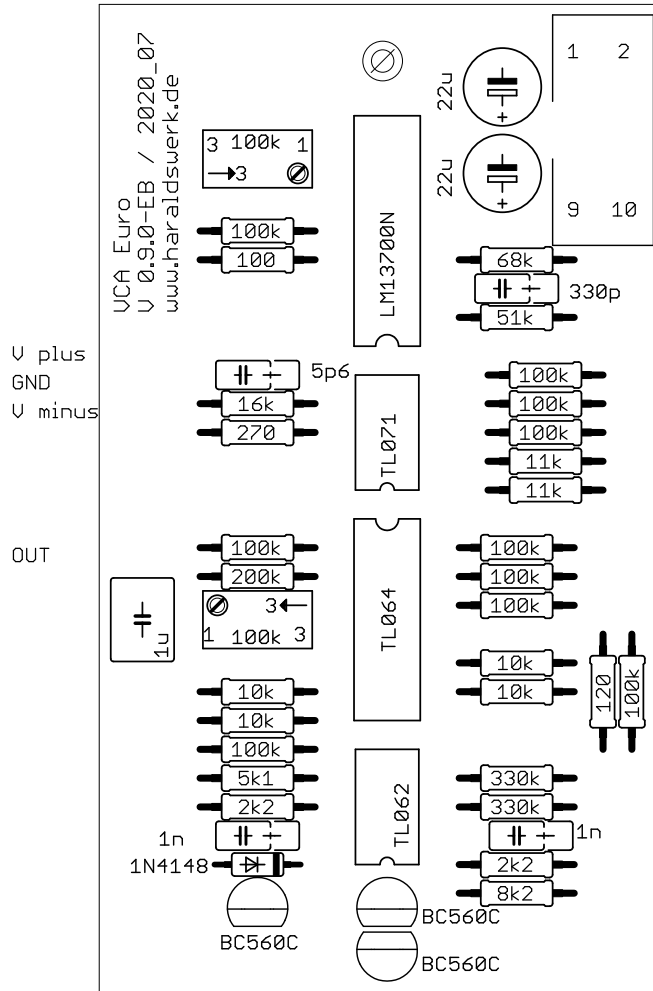 VCA Euro
V 0.9.0-EB / 2020_07
www.haraldswerk.de
3 100k 1
3
100k
100
LM13700N
22u
22u
1 2
9 10
68k
330p
51k
V plus
GND
V minus
5p6
16k
270
TL071
100k
100k
100k
11k
11k
OUT
100k
200k
3
1 100k 3
1u
TL064
100k
100k
100k
10k
10k
120
100k
10k
10k
100k
5k1
2k2
1n
1N4148
BC560C
TL062
330k
330k
1n
2k2
8k2
BC560C
BC560C